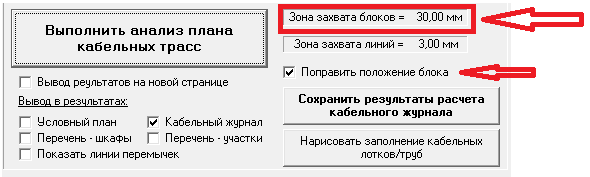 Выполнить анализ плана
кабельных трасс
Вывод реультатов на новой странице
Вывод в результатах:
Условный план
Кабельный журнал
Перечень - шкафы
Перечень - участки
Показать линии перемычек
Зона захвата блоков = 30,00 мм
Зона захвата линий = 3,00 мм
Поправить положение блока
Сохранить результаты расчета
кабельного журнала
Нарисовать заполнение кабельных
лотков/труб